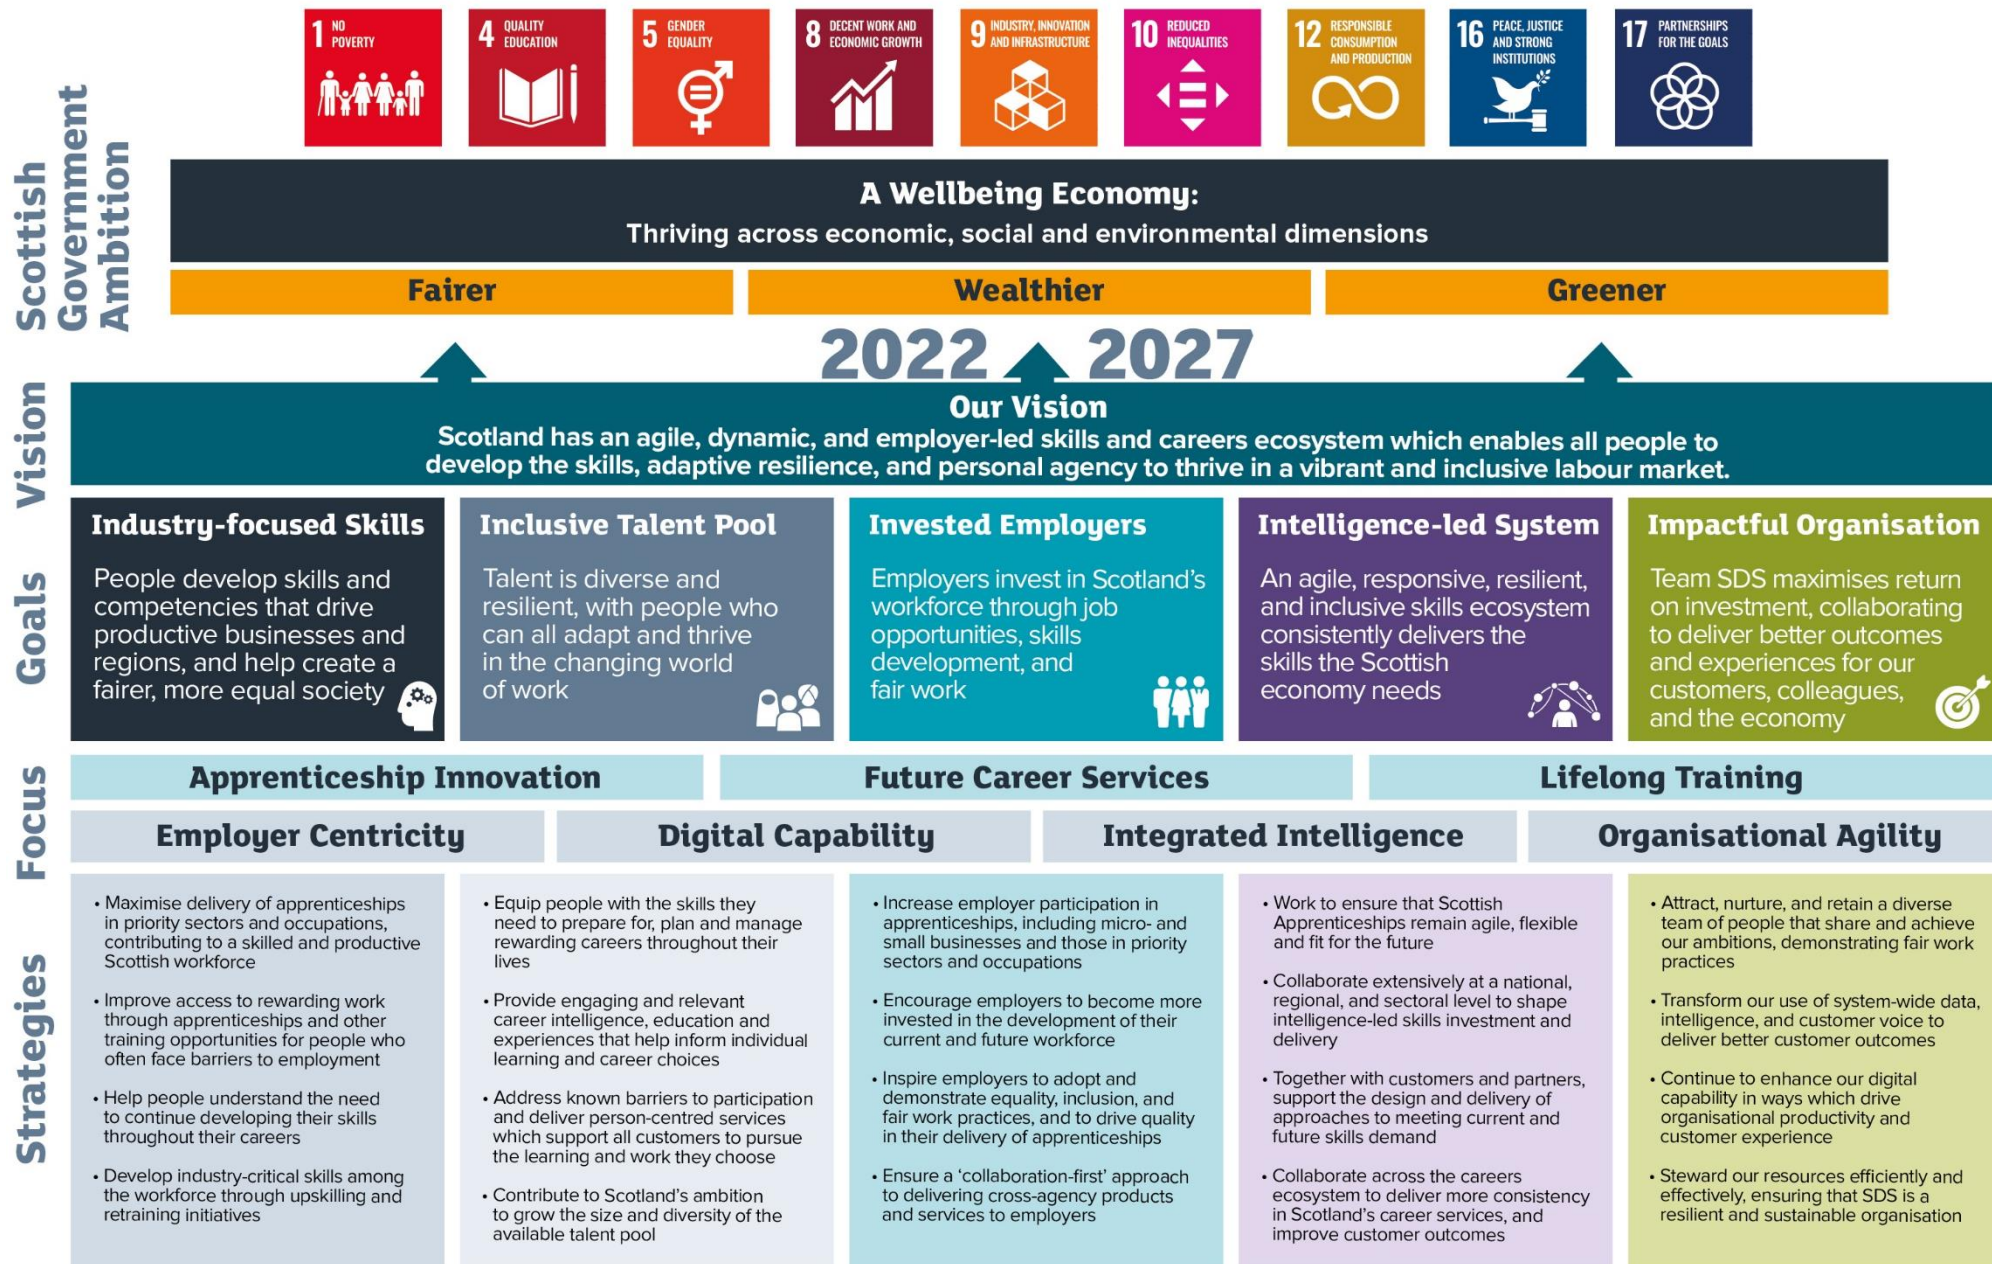 1 NO
POVERTY
4 QUALITY
EDUCATION
5 GENDER
EQUALITY
8 DECENT WORK AND
ECONOMIC GROWTH
9 INDUSTRY, INNOVATION
AND INFRASTRUCTURE
10 REDUCED
INEQUALITIES
12 RESPONSIBLE
CONSUMPTION
AND PRODUCTION
16 PEACE, JUSTICE
AND STRONG
INSTITUTIONS
17 PARTNERSHIPS
FOR THE GOALS
Scottish
Government
Ambition
A Wellbeing Economy:
Thriving across economic, social and environmental dimensions
Fairer
Wealthier
Greener
2022 2027
Vision
Our Vision
Scotland has an agile, dynamic, and employer-led skills and careers ecosystem which enables all people to
develop the skills, adaptive resilience, and personal agency to thrive in a vibrant and inclusive labour market.
Goals
Industry-focused Skills
People develop skills and
competencies that drive
productive businesses and
regions, and help create a
fairer, more equal society
Inclusive Talent Pool
Talent is diverse and
resilient, with people who
can all adapt and thrive
in the changing world
of work
Invested Employers
Employers invest in Scotland's
workforce through job
opportunities, skills
development, and
fair work
Intelligence-led System
An agile, responsive, resilient,
and inclusive skills ecosystem
consistently delivers the
skills the Scottish
economy needs
Impactful Organisation
Team SDS maximises return
on investment, collaborating
to deliver better outcomes
and experiences for our
customers, colleagues,
and the economy
Focus
Apprenticeship Innovation
Future Career Services
Lifelong Training
Employer Centricity
Digital Capability
Integrated Intelligence
Organisational Agility
Strategies
• Maximise delivery of apprenticeships
in priority sectors and occupations,
contributing to a skilled and productive
Scottish workforce
• Improve access to rewarding work
through apprenticeships and other
training opportunities for people who
often face barriers to employment
• Help people understand the need
to continue developing their skills
throughout their careers
• Develop industry-critical skills among
the workforce through upskilling and
retraining initiatives
• Equip people with the skills they
need to prepare for, plan and manage
rewarding careers throughout their
lives
• Provide engaging and relevant
career intelligence, education and
experiences that help inform individual
learning and career choices
• Address known barriers to participation
and deliver person-centred services
which support all customers to pursue
the learning and work they choose
• Contribute to Scotland's ambition
to grow the size and diversity of the
available talent pool
• Increase employer participation in
apprenticeships, including micro- and
small businesses and those in priority
sectors and occupations
• Encourage employers to become more
invested in the development of their
current and future workforce
• Inspire employers to adopt and
demonstrate equality, inclusion, and
fair work practices, and to drive quality
in their delivery of apprenticeships
• Ensure a 'collaboration-first' approach
to delivering cross-agency products
and services to employers
• Work to ensure that Scottish
Apprenticeships remain agile, flexible
and fit for the future
• Collaborate extensively at a national,
regional, and sectoral level to shape
intelligence-led skills investment and
delivery
• Together with customers and partners,
support the design and delivery of
approaches to meeting current and
future skills demand
• Collaborate across the careers
ecosystem to deliver more consistency
in Scotland's career services, and
improve customer outcomes
• Attract, nurture, and retain a diverse
team of people that share and achieve
our ambitions, demonstrating fair work
practices
• Transform our use of system-wide data,
intelligence, and customer voice to
deliver better customer outcomes
• Continue to enhance our digital
capability in ways which drive
organisational productivity and
customer experience
• Steward our resources efficiently and
effectively, ensuring that SDS is a
resilient and sustainable organisation